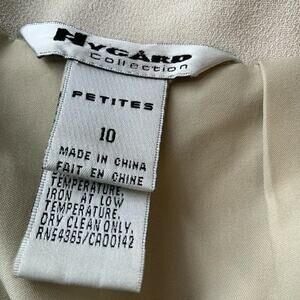 NYGÅRD
Collection
PETITES
10
MADE IN CHINA
FAIT EN CHINE
TEMPERATURE.
IRON AT LOW
TEMPERATURE.
DRY CLEAN ONLY.
RN54365/CA00142